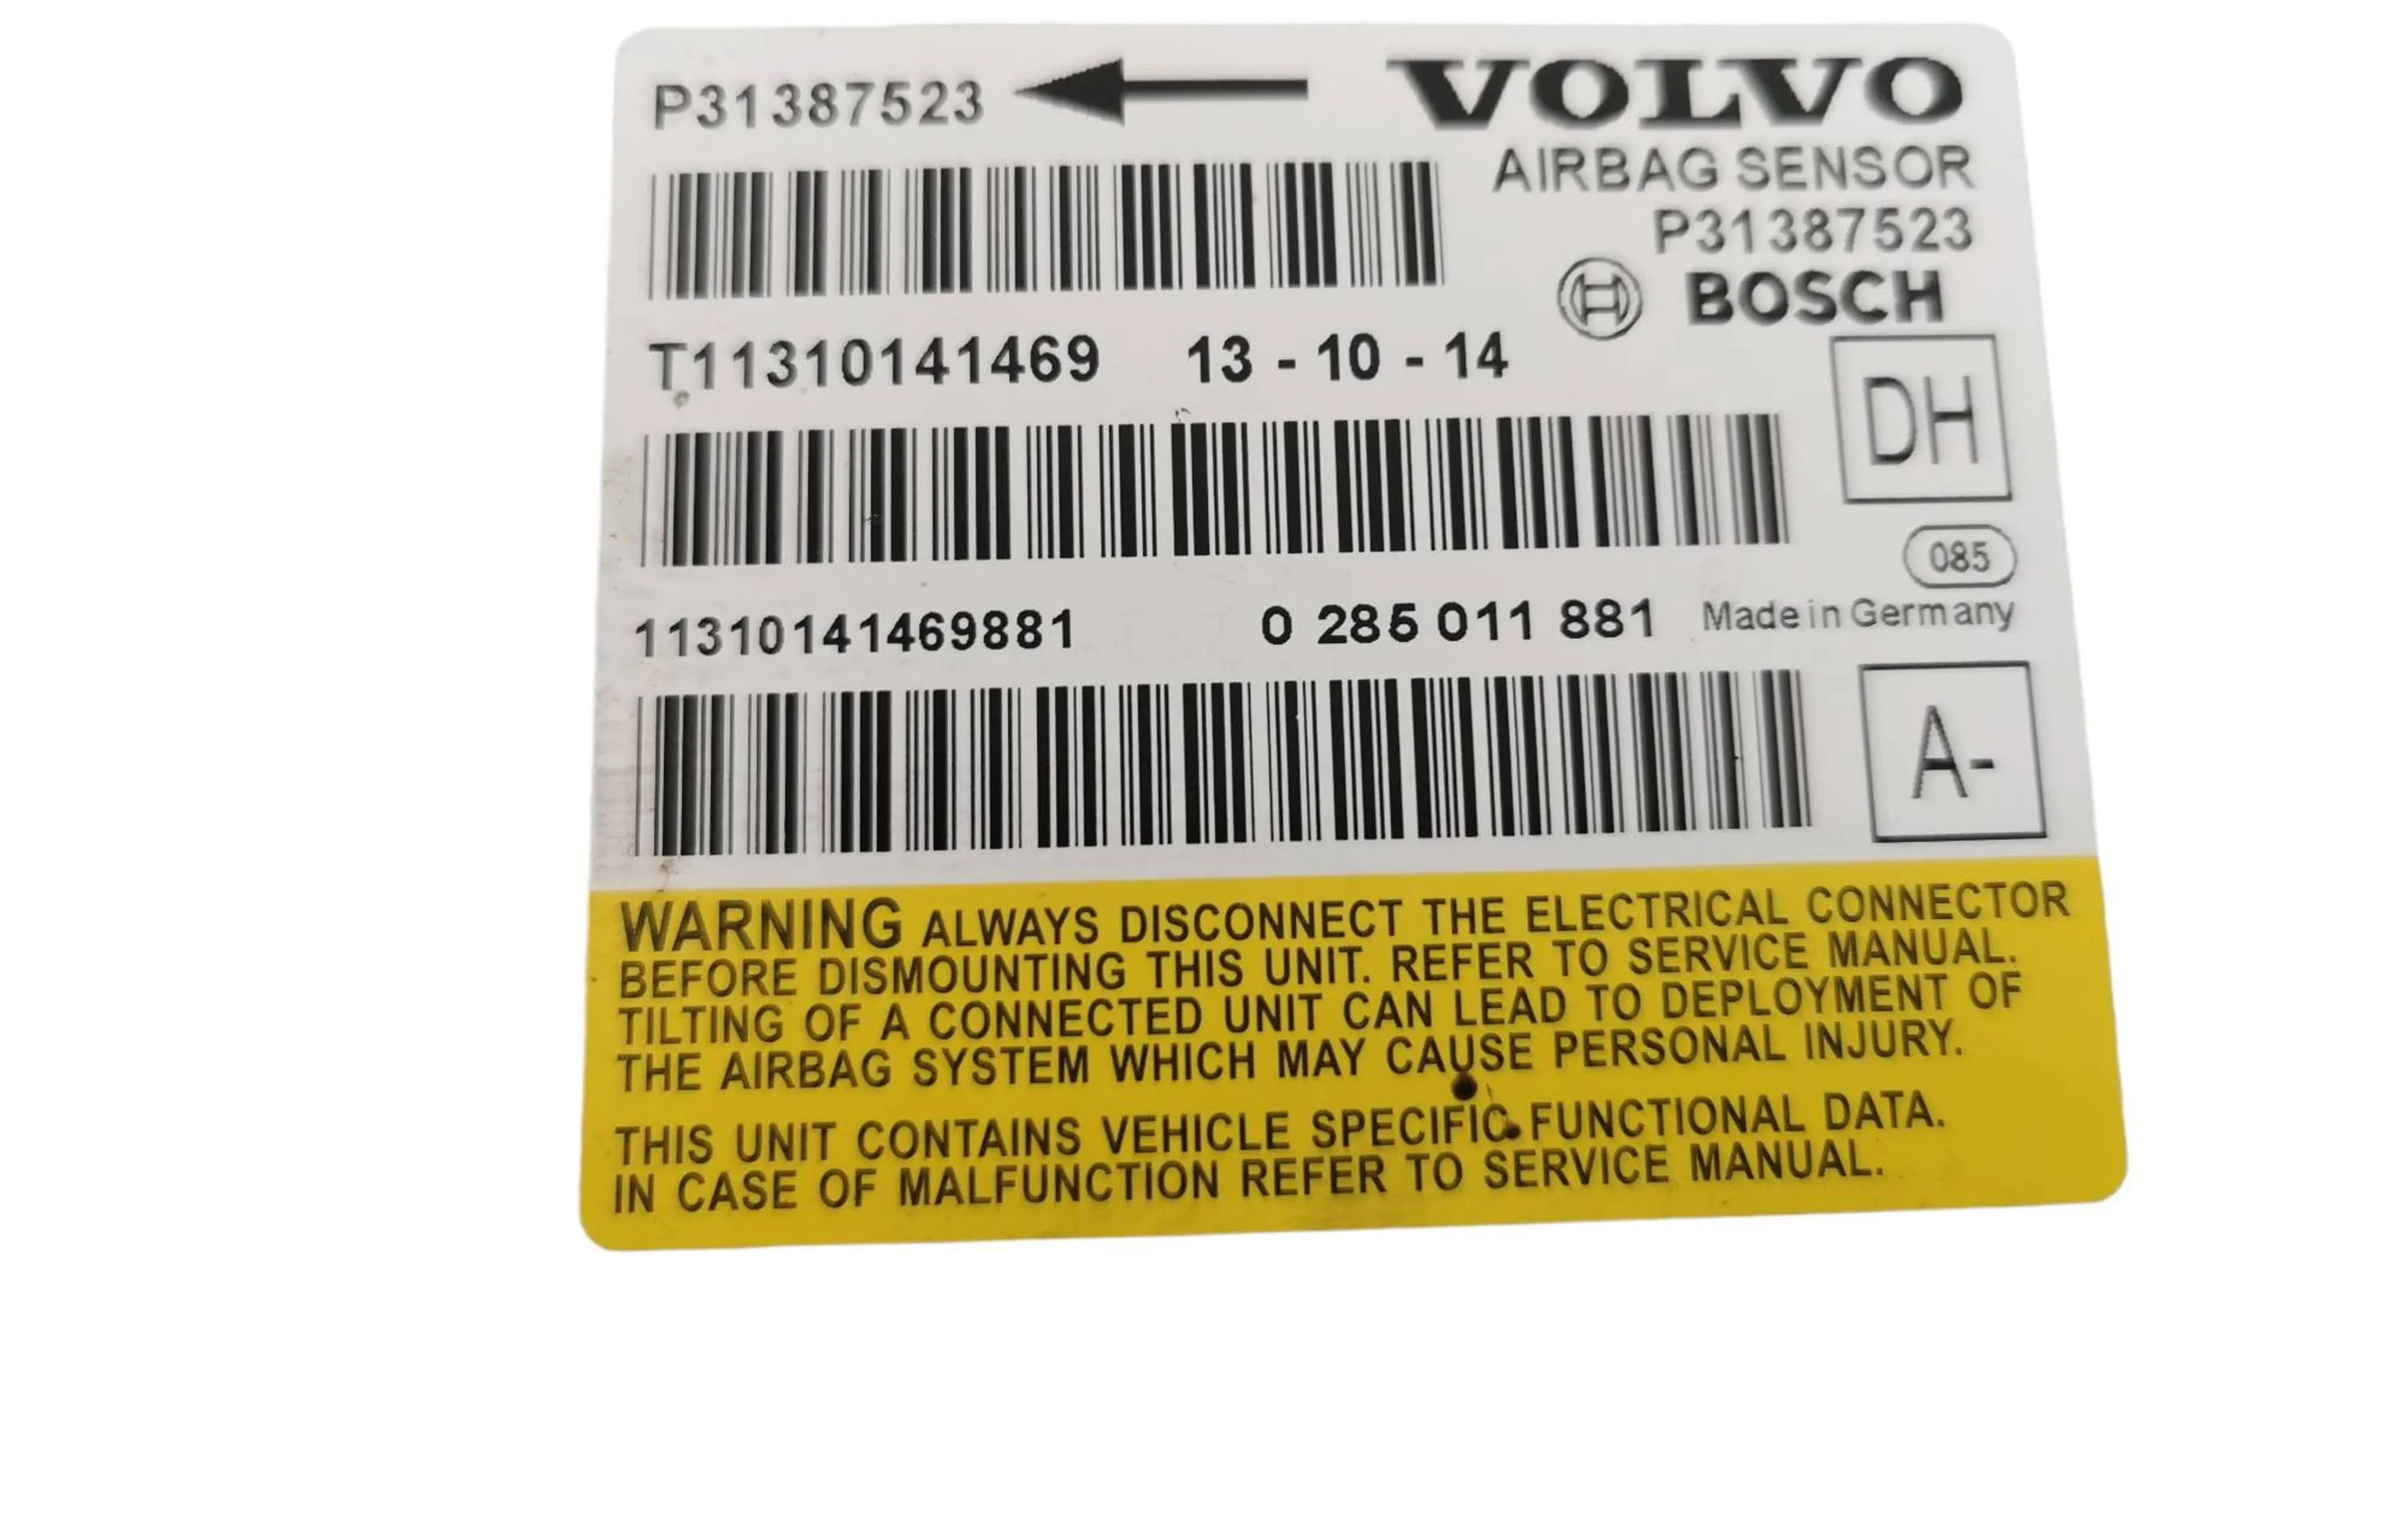 P31387523 VOLVO
AIRBAG SENSOR
P31387523
BOSCH
T11310141469 13 - 10 - 14
DH
085
11310141469881 0 285 011 881 Made in Germany
A-
WARNING ALWAYS DISCONNECT THE ELECTRICAL CONNECTOR
BEFORE DISMOUNTING THIS UNIT. REFER TO SERVICE MANUAL.
TILTING OF A CONNECTED UNIT CAN LEAD TO DEPLOYMENT OF
THE AIRBAG SYSTEM WHICH MAY CAUSE PERSONAL INJURY.
THIS UNIT CONTAINS VEHICLE SPECIFIC FUNCTIONAL DATA.
IN CASE OF MALFUNCTION REFER TO SERVICE MANUAL.